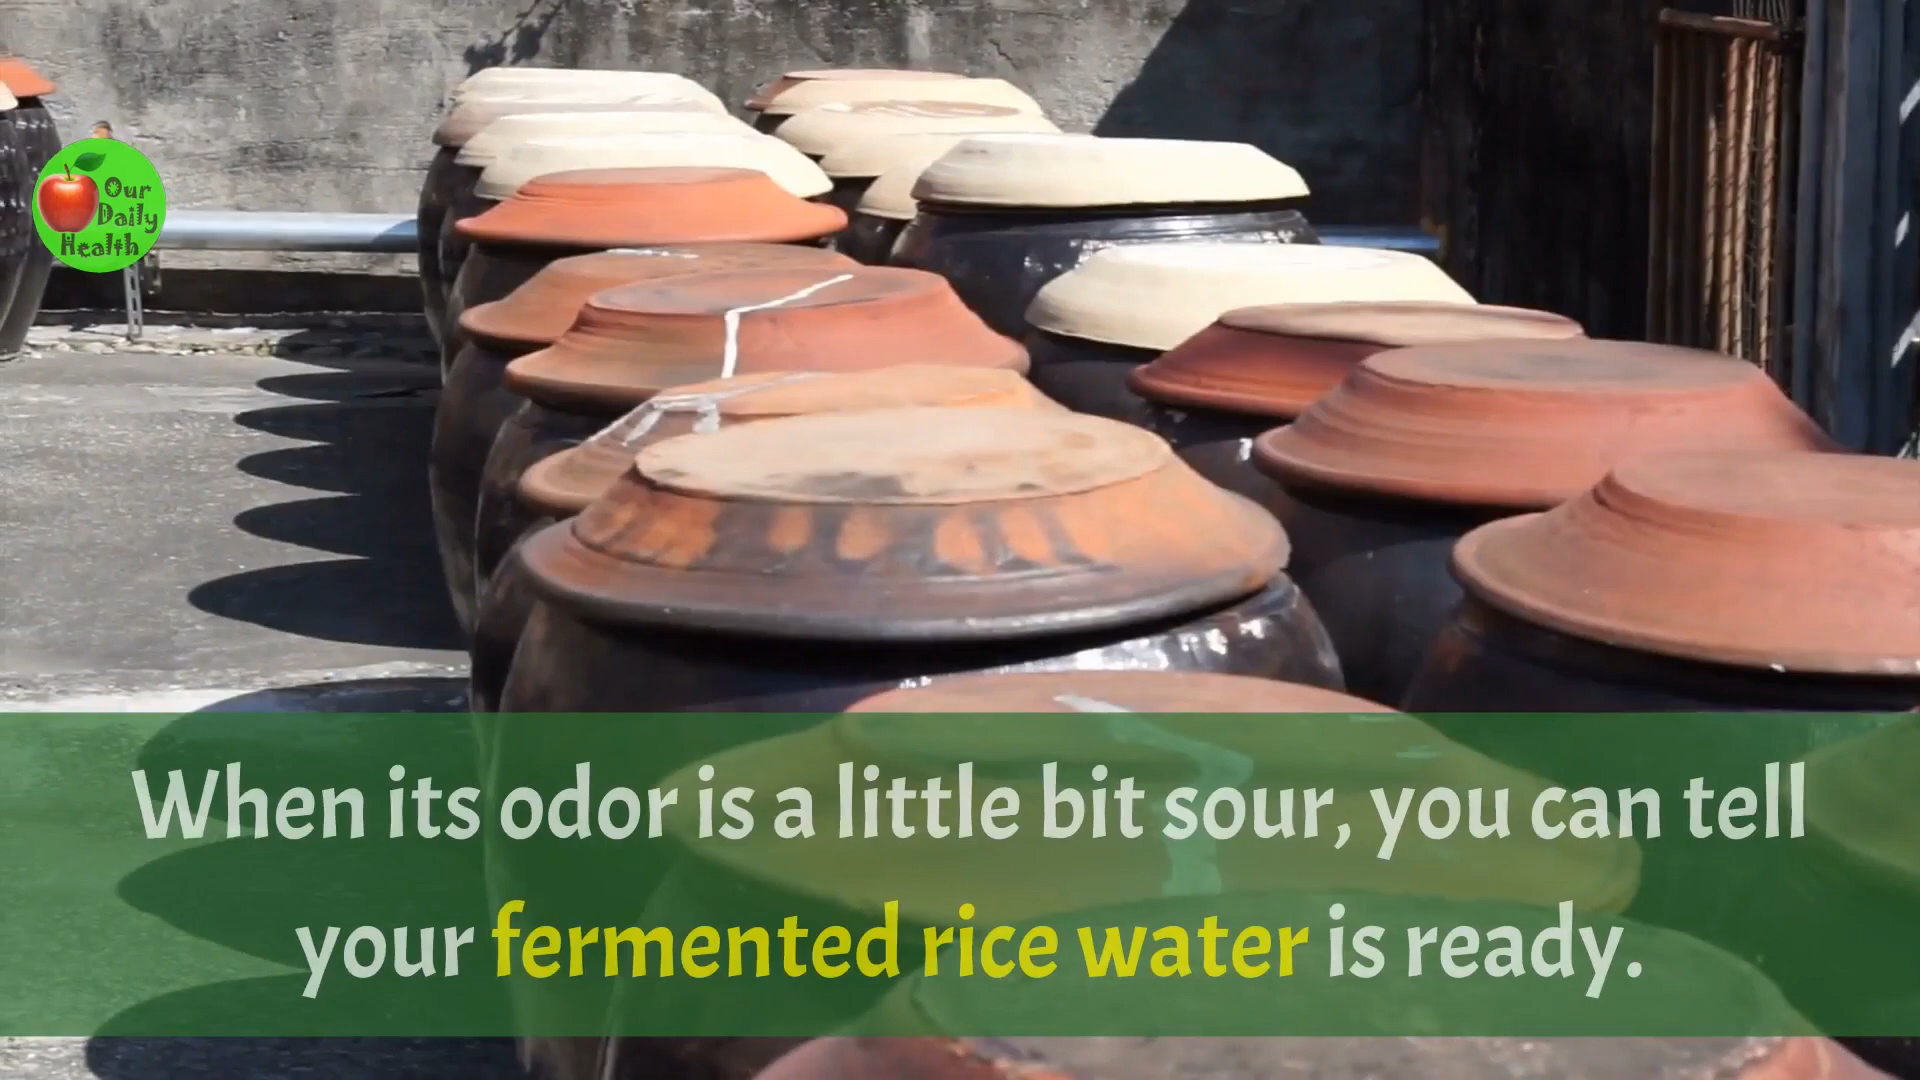 Our
Daily
Health
When its odor is a little bit sour, you can tell
your fermented rice water is ready.